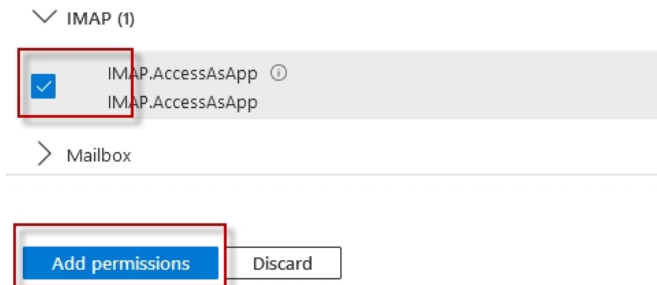 IMAP (1)
IMAP.AccessAsApp
IMAP.AccessAsApp
Mailbox
Add permissions Discard